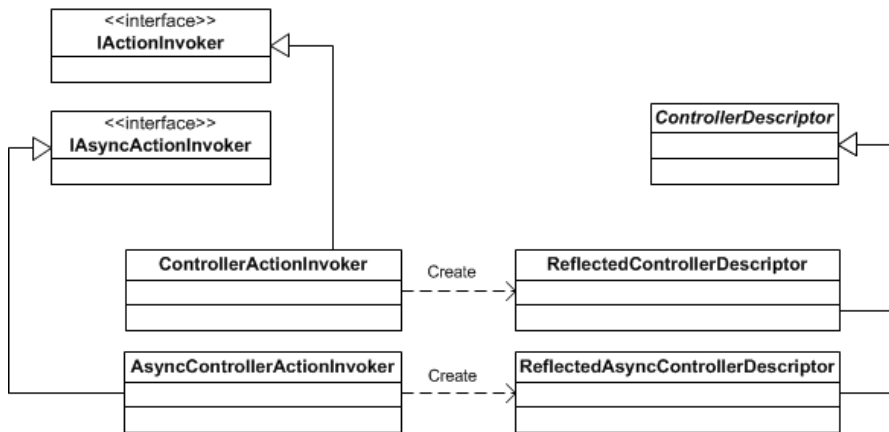 <<interface>>
IActionInvoker
<<interface>>
IAsyncActionInvoker
ControllerDescriptor
ControllerActionInvoker
Create
ReflectedControllerDescriptor
AsyncControllerActionInvoker
Create
ReflectedAsyncControllerDescriptor